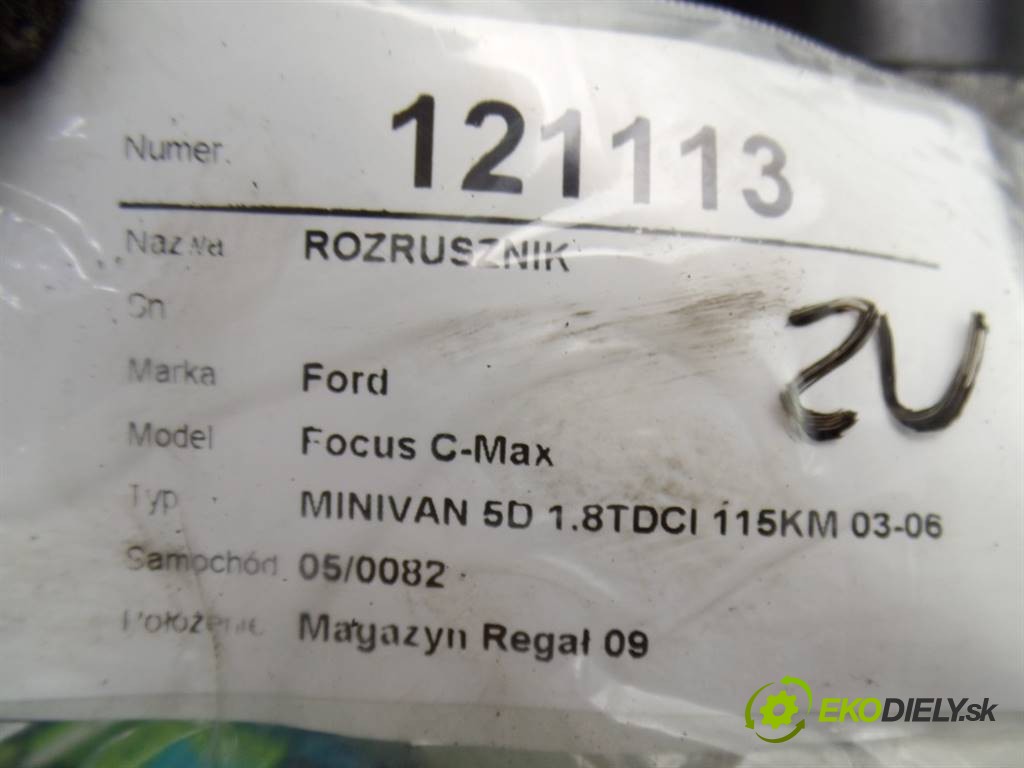 Numer. 121113
Nazwa ROZRUSZNIK
Sn
ZU
Marka Ford
Model Focus C-Max
Typ MINIVAN 5D 1.8TDCI 115KM 03-06
Samochód 05/0082
Położenie Magazyn Regał 09
EKODIELY.sk